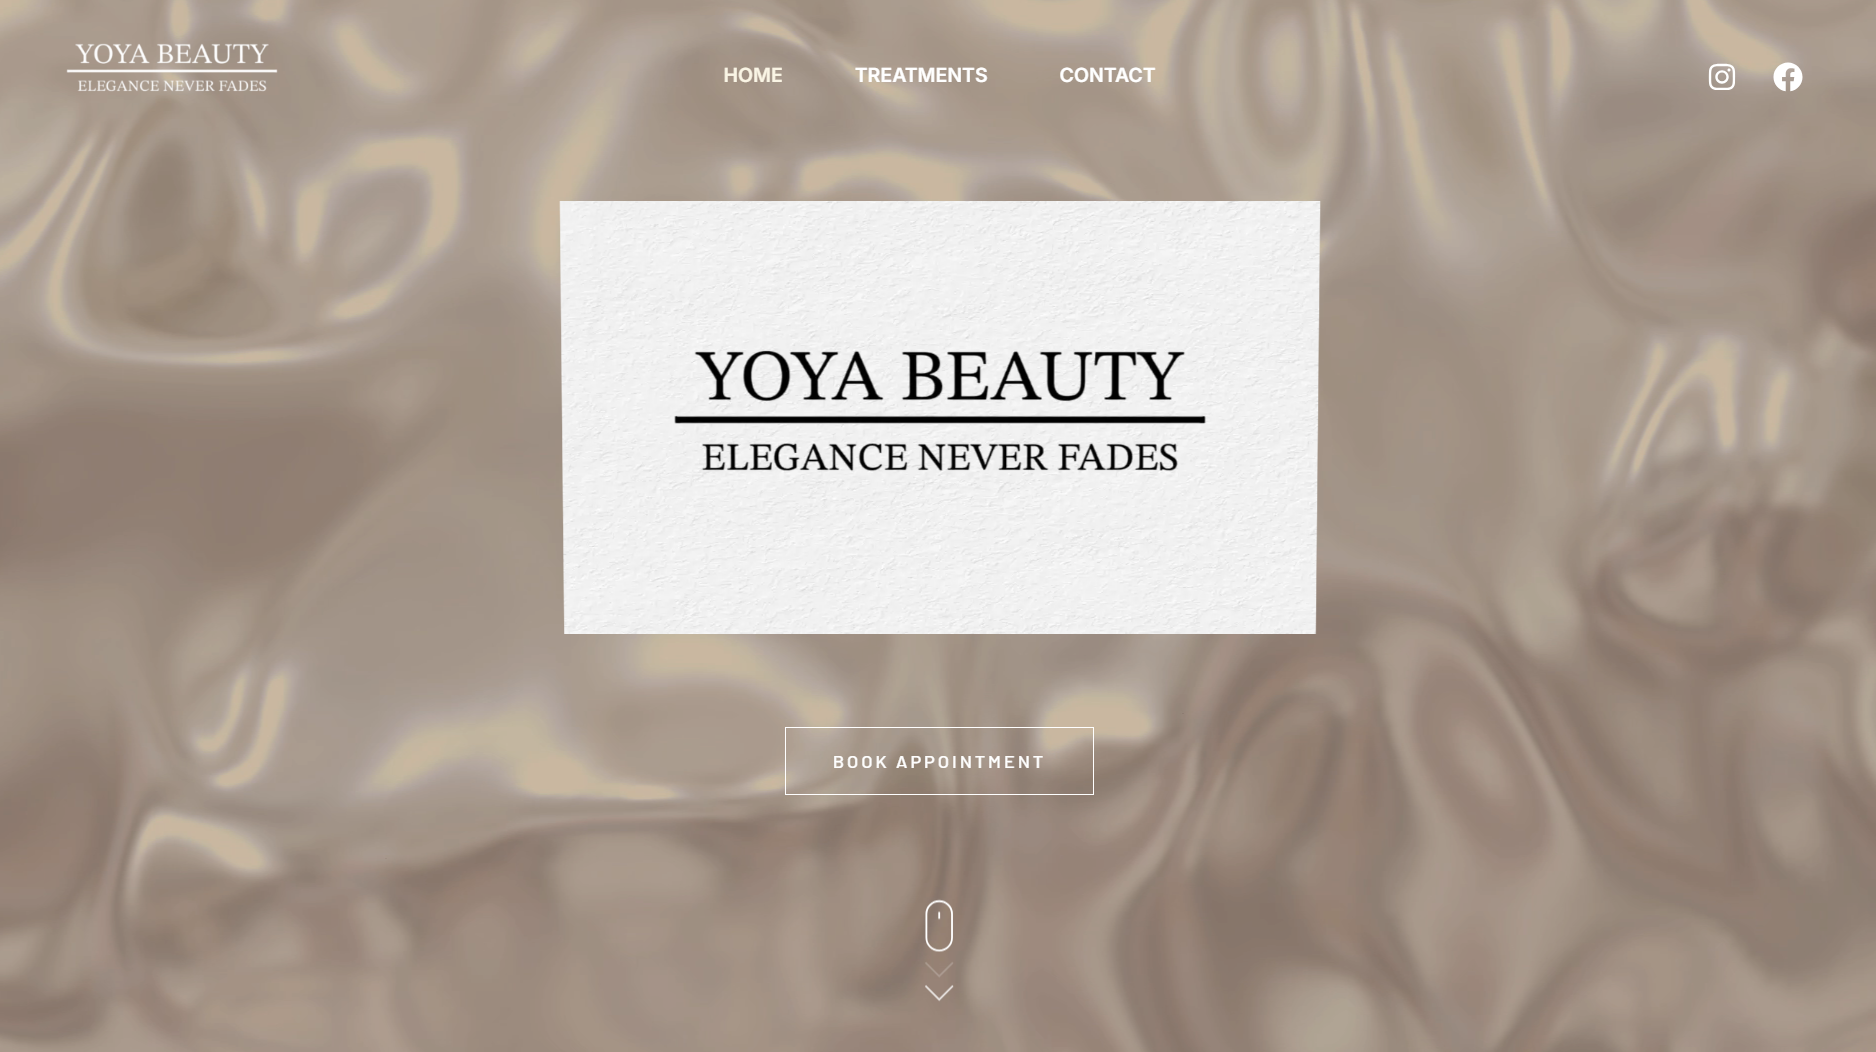 YOYA BEAUTY
ELEGANCE NEVER FADES
HOME TREATMENTS CONTACT
YOYA BEAUTY
ELEGANCE NEVER FADES
BOOK APPOINTMENT